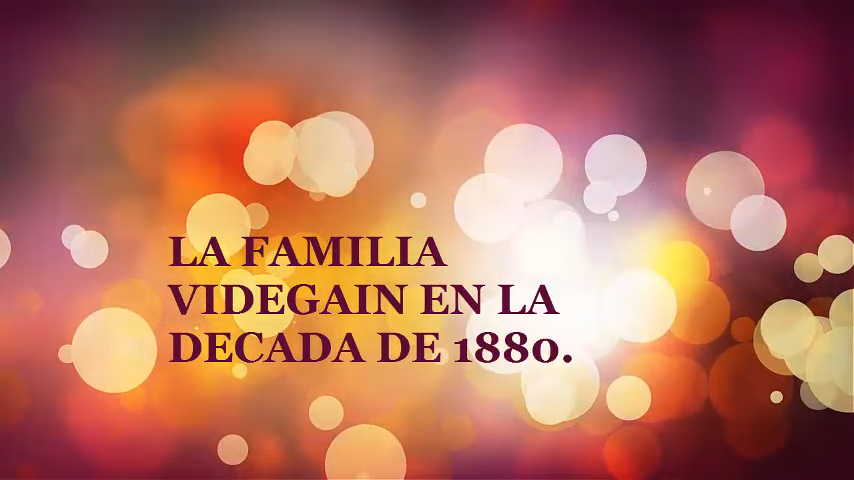 LA FAMILIA
VIDEGAIN EN LA
DECADA DE 1880.